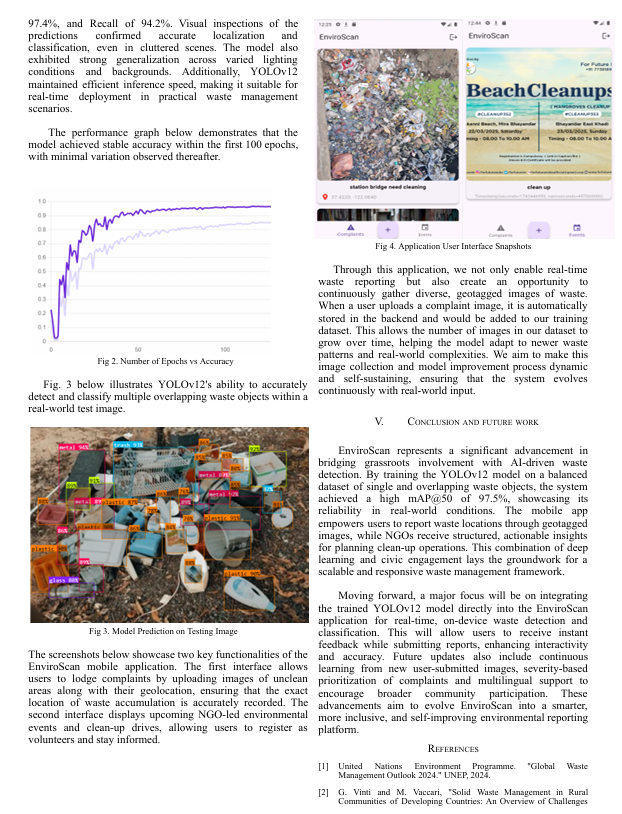 97.4%, and Recall of 94.2%. Visual inspections of the
predictions confirmed accurate localization and
classification, even in cluttered scenes. The model also
exhibited strong generalization across varied lighting
conditions and backgrounds. Additionally, YOLOv12
maintained efficient inference speed, making it suitable for
real-time deployment in practical waste management
scenarios.
The performance graph below demonstrates that the
model achieved stable accuracy within the first 100 epochs,
with minimal variation observed thereafter.
1.0
0.9
0.8
0.7
0.6
0.5
0.4
0.3
0.2
0.1
0
0 50 100
Fig 2. Number of Epochs vs Accuracy
Fig. 3 below illustrates YOLOv12's ability to accurately
detect and classify multiple overlapping waste objects within a
real-world test image.
metal 94%
trash 93%
plastic 90%
glass 86%
Fig 3. Model Prediction on Testing Image
The screenshots below showcase two key functionalities of the
EnviroScan mobile application. The first interface allows
users to lodge complaints by uploading images of unclean
areas along with their geolocation, ensuring that the exact
location of waste accumulation is accurately recorded. The
second interface displays upcoming NGO-led environmental
events and clean-up drives, allowing users to register as
volunteers and stay informed.
12:25
EnviroScan
station bridge need cleaning
Complaints
+
Events
12:44
EnviroScan
For Future
BeachCleanups
#CLEANUP352
#CLEANUP353
23/03/2025, Saturday
23/03/2025, Sunday
clean up
Complaints
+
Events
Fig 4. Application User Interface Snapshots
Through this application, we not only enable real-time
waste reporting but also create an opportunity to
continuously gather diverse, geotagged images of waste.
When a user uploads a complaint image, it is automatically
stored in the backend and would be added to our training
dataset. This allows the number of images in our dataset to
grow over time, helping the model adapt to newer waste
patterns and real-world complexities. We aim to make this
image collection and model improvement process dynamic
and self-sustaining, ensuring that the system evolves
continuously with real-world input.
V. Conclusion and future work
EnviroScan represents a significant advancement in
bridging grassroots involvement with AI-driven waste
detection. By training the YOLOv12 model on a balanced
dataset of single and overlapping waste objects, the system
achieved a high mAP@50 of 97.5%, showcasing its
reliability in real-world conditions. The mobile app
empowers users to report waste locations through geotagged
images, while NGOs receive structured, actionable insights
for planning clean-up operations. This combination of deep
learning and civic engagement lays the groundwork for a
scalable and responsive waste management framework.
Moving forward, a major focus will be on integrating
the trained YOLOv12 model directly into the EnviroScan
application for real-time, on-device waste detection and
classification. This will allow users to receive instant
feedback while submitting reports, enhancing interactivity
and accuracy. Future updates also include continuous
learning from new user-submitted images, severity-based
prioritization of complaints and multilingual support to
encourage broader community participation. These
advancements aim to evolve EnviroScan into a smarter,
more inclusive, and self-improving environmental reporting
platform.
References
[1] United Nations Environment Programme. "Global Waste
Management Outlook 2024." UNEP, 2024.
[2] G. Vinti and M. Vaccari, "Solid Waste Management in Rural
Communities of Developing Countries: An Overview of Challenges